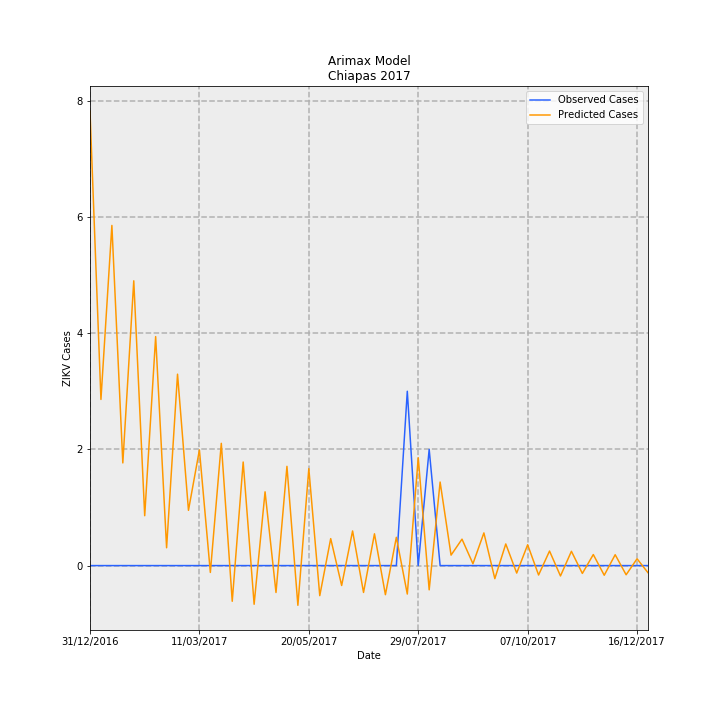 Arimax Model
Chiapas 2017
Observed Cases
Predicted Cases
8
6
4
2
0
ZIKV Cases
31/12/2016
11/03/2017
20/05/2017
29/07/2017
07/10/2017
16/12/2017
Date